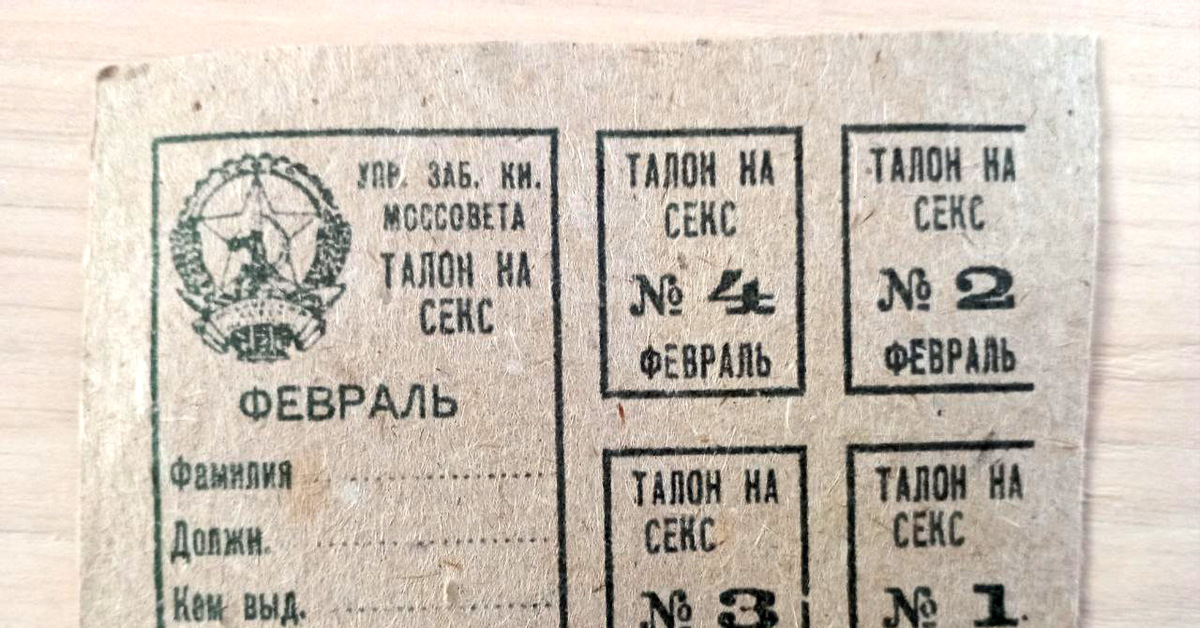 УПР. ЗАБ. КН.
МОССОВЕТА
ТАЛОН НА
СЕКС
ФЕВРАЛЬ
Фамилия
Должн.
Кем выд.
ТАЛОН НА
СЕКС
№ 4
ФЕВРАЛЬ
ТАЛОН НА
СЕКС
№ 2
ФЕВРАЛЬ
ТАЛОН НА
СЕКС
№ 3
ТАЛОН НА
СЕКС
№ 1